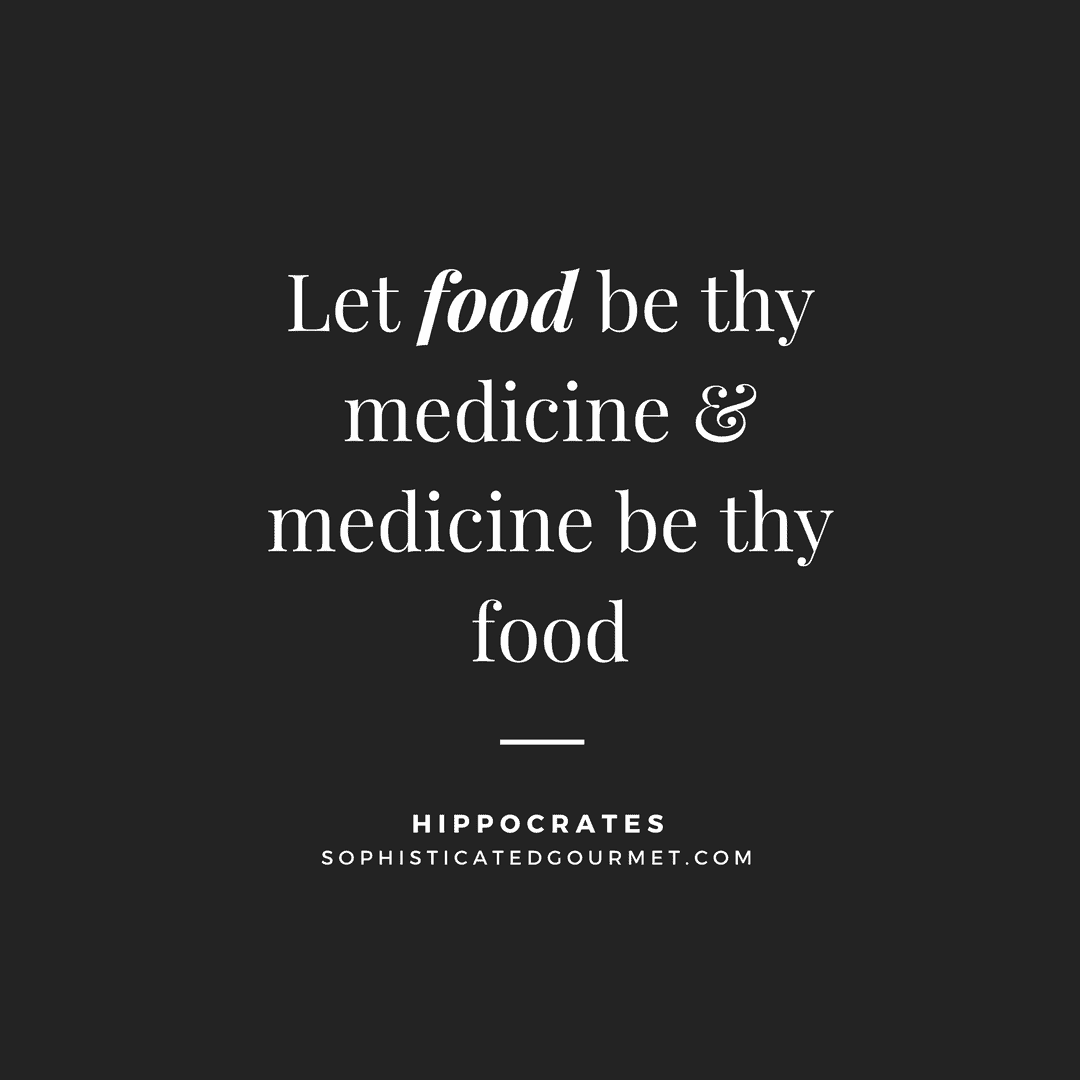 Let food be thy
medicine &
medicine be thy
food
HIPPOCRATES
SOPHISTICATEDGOURMET.COM